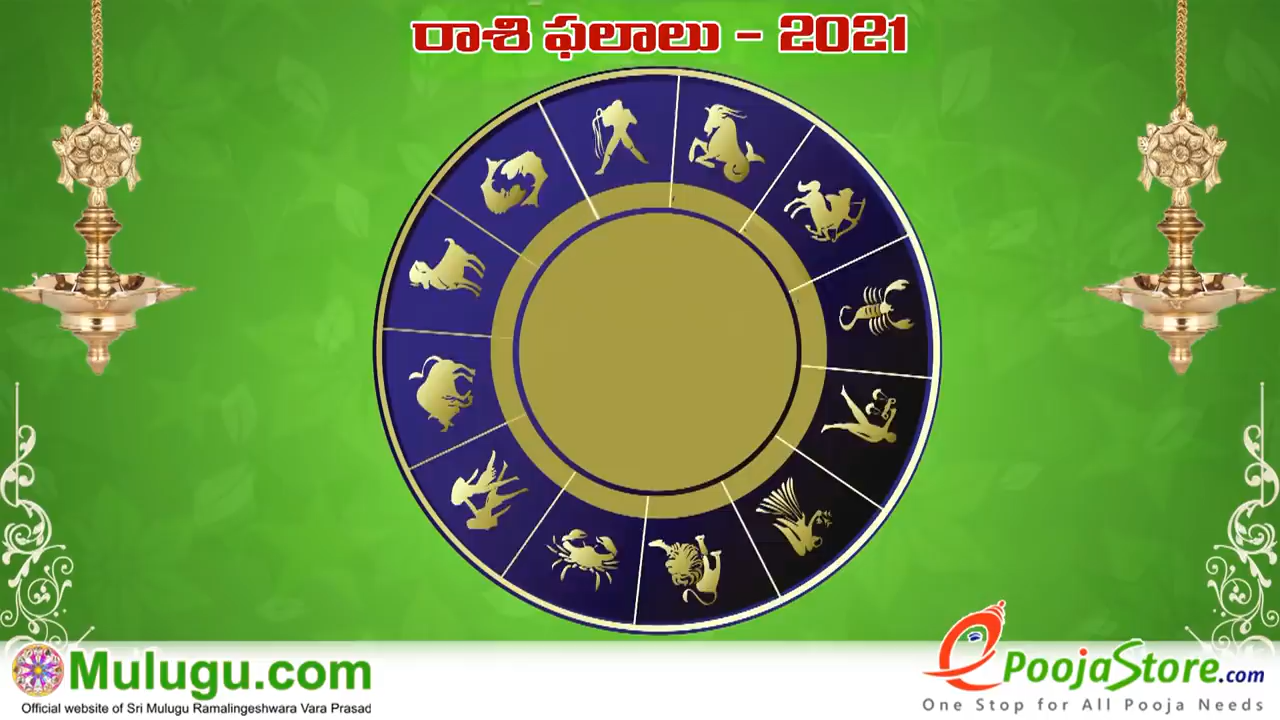 రాశి ఫలాలు - 2021
Mulugu.com
Official website of Sri Mulugu Ramalingeshwara Vara Prasad
ePoojaStore.com
One Stop for All Pooja Needs